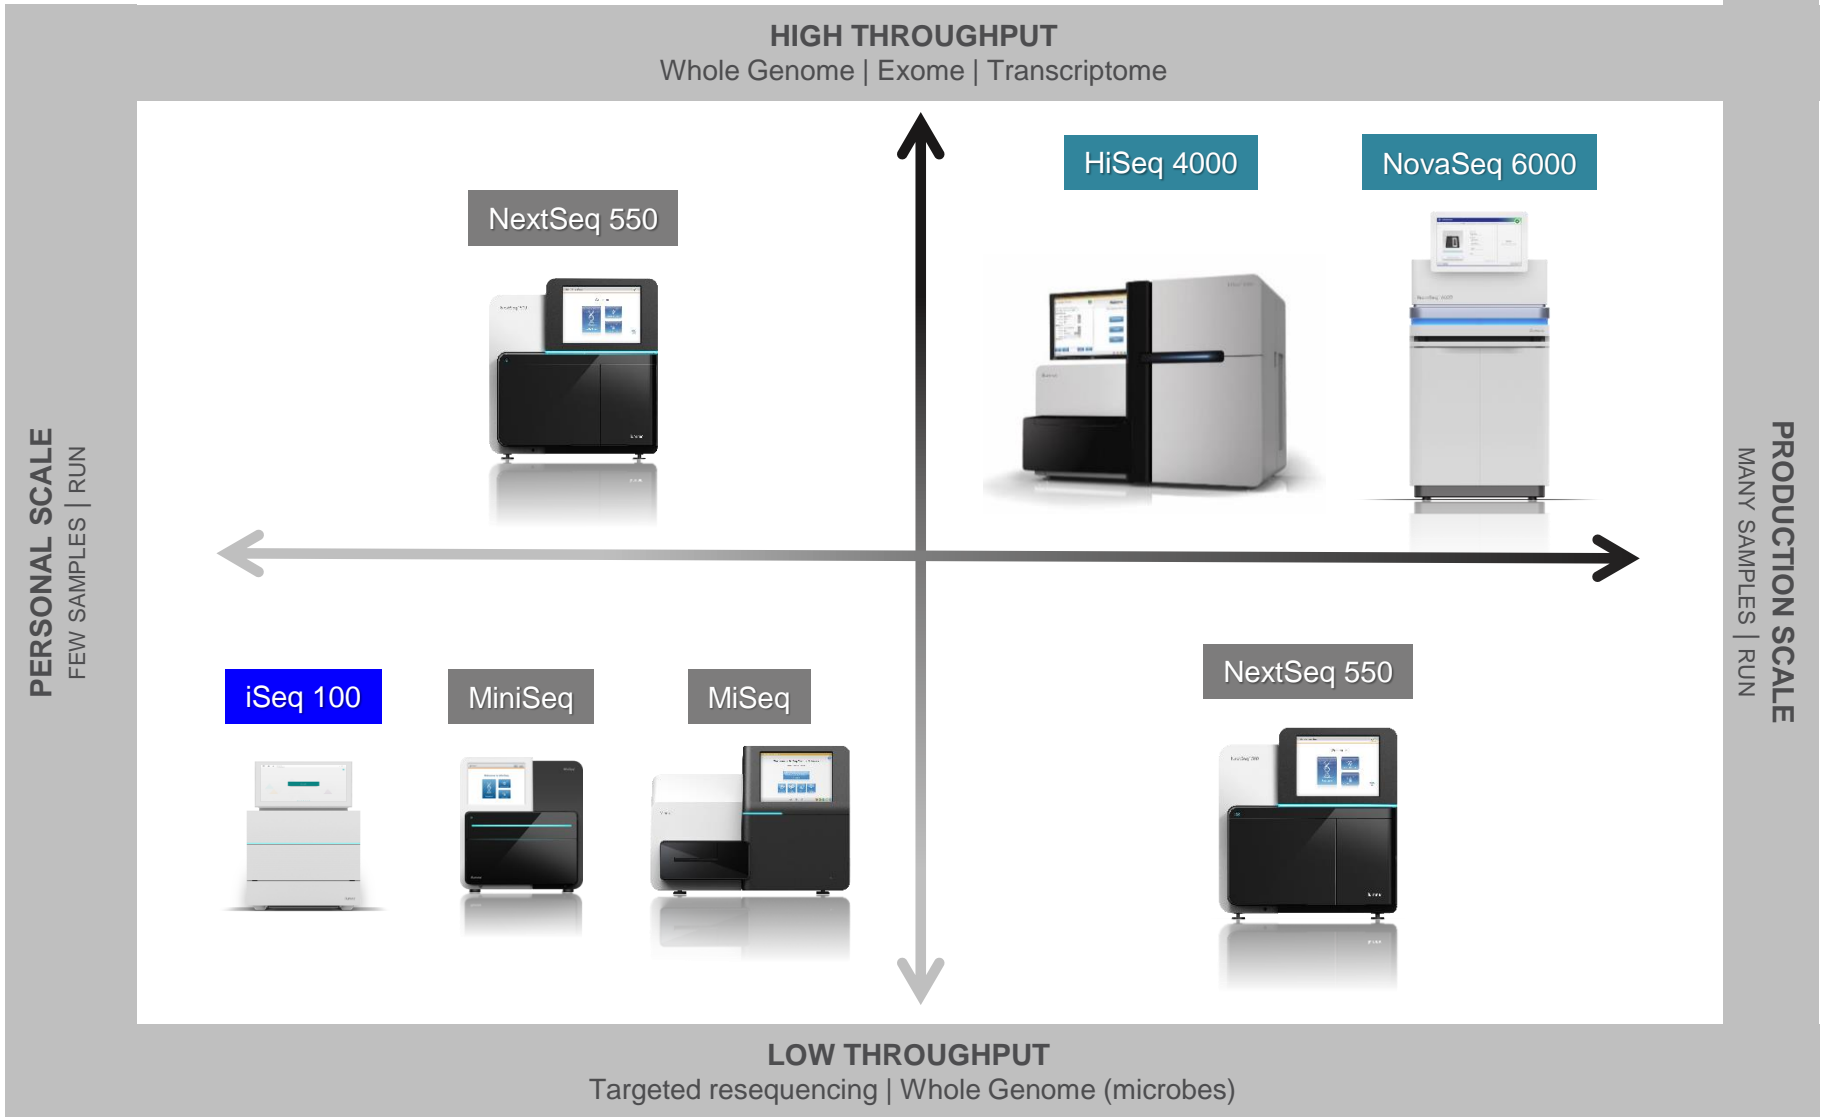 HIGH THROUGHPUT
Whole Genome | Exome | Transcriptome
HiSeq 4000
NovaSeq 6000
NextSeq 550
PERSONAL SCALE
FEW SAMPLES | RUN
PRODUCTION SCALE
MANY SAMPLES | RUN
NextSeq 550
iSeq 100
MiniSeq
MiSeq
LOW THROUGHPUT
Targeted resequencing | Whole Genome (microbes)